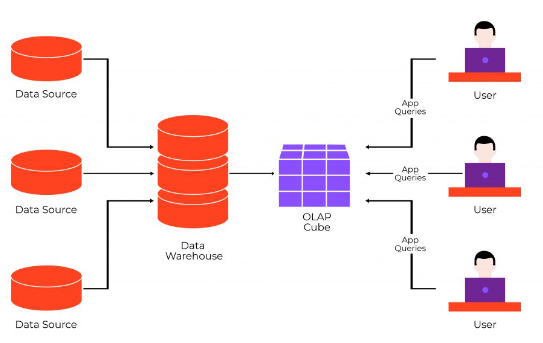 Data Source
User
App
Queries
Data Source
Data
Warehouse
OLAP
Cube
App
Queries
User
App
Queries
Data Source
User